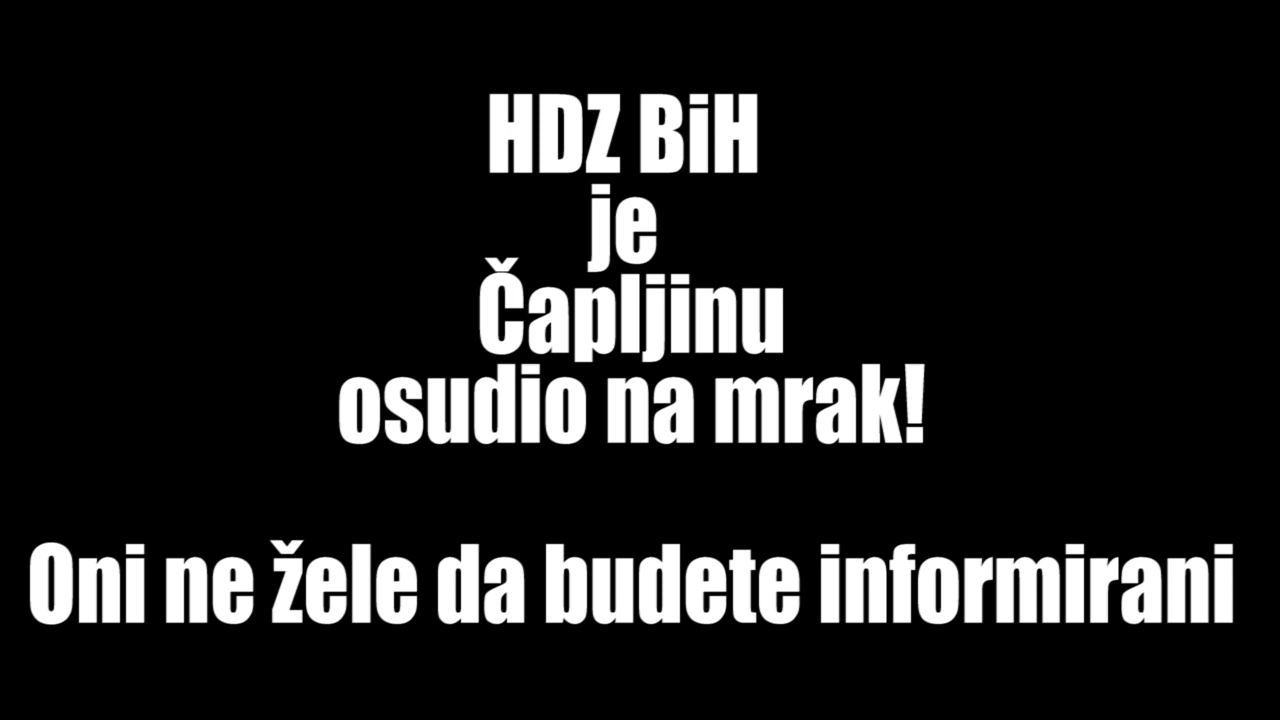 HDZ BiH
je
Čapljinu
osudio na mrak!
Oni ne žele da budete informirani